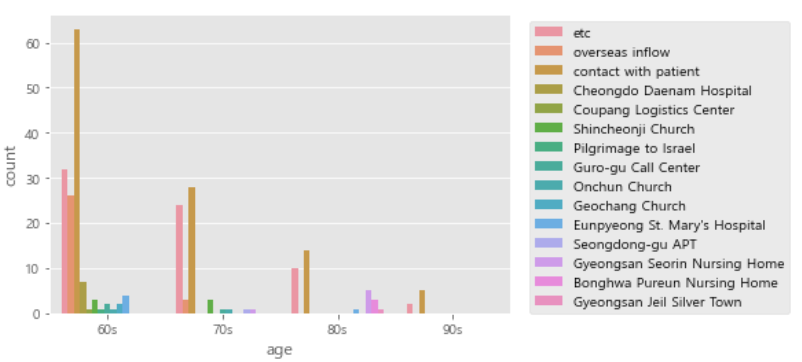 60
50
40
30
20
10
0
count
60s 70s 80s 90s
age
etc
overseas inflow
contact with patient
Cheongdo Daenam Hospital
Coupang Logistics Center
Shincheonji Church
Pilgrimage to Israel
Guro-gu Call Center
Onchun Church
Geochang Church
Eunpyeong St. Mary's Hospital
Seongdong-gu APT
Gyeongsan Seorin Nursing Home
Bonghwa Pureun Nursing Home
Gyeongsan Jeil Silver Town